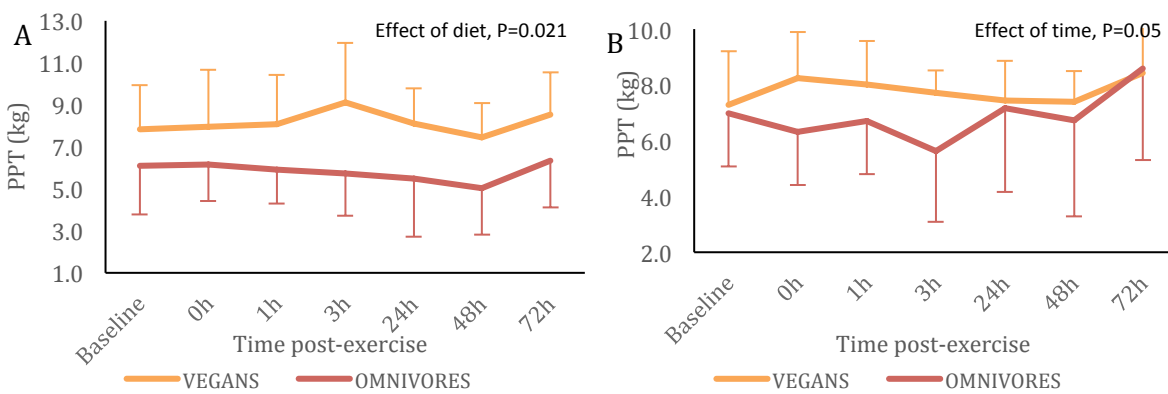 A
Effect of diet, P=0.021
PPT (kg)
13.0
11.0
9.0
7.0
5.0
3.0
1.0
Baseline
0h
1h
3h
24h
48h
72h
Time post-exercise
VEGANS
OMNIVORES
B
Effect of time, P=0.05
PPT (kg)
10.0
8.0
6.0
4.0
2.0
Baseline
0h
1h
3h
24h
48h
72h
Time post-exercise
VEGANS
OMNIVORES